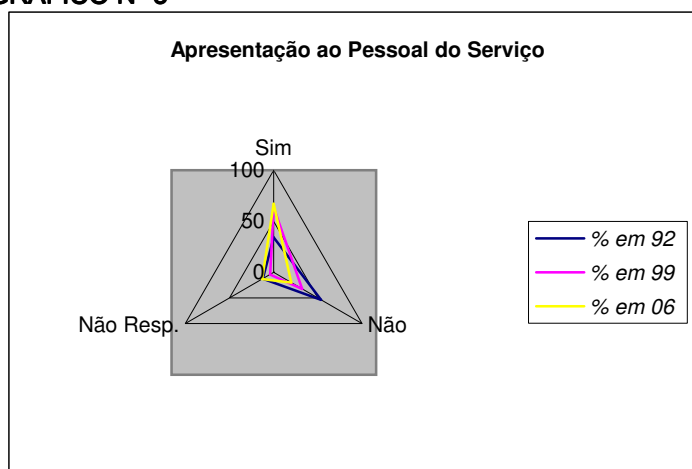 Apresentação ao Pessoal do Serviço
Sim
100
50
0
Não Resp.
Não
% em 92
% em 99
% em 06